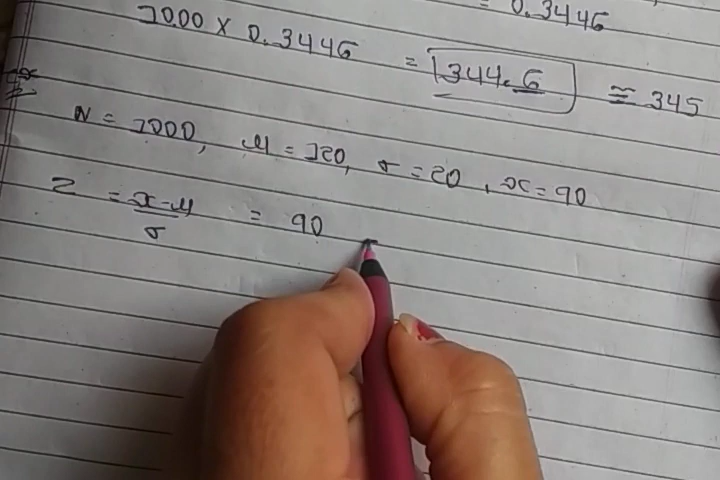 = 0.3446
1000 × 0.3446 = 344.6 ≅ 345
N = 1000, μ = 120, σ = 20, x = 90
Z = x-μ/σ = 90 -